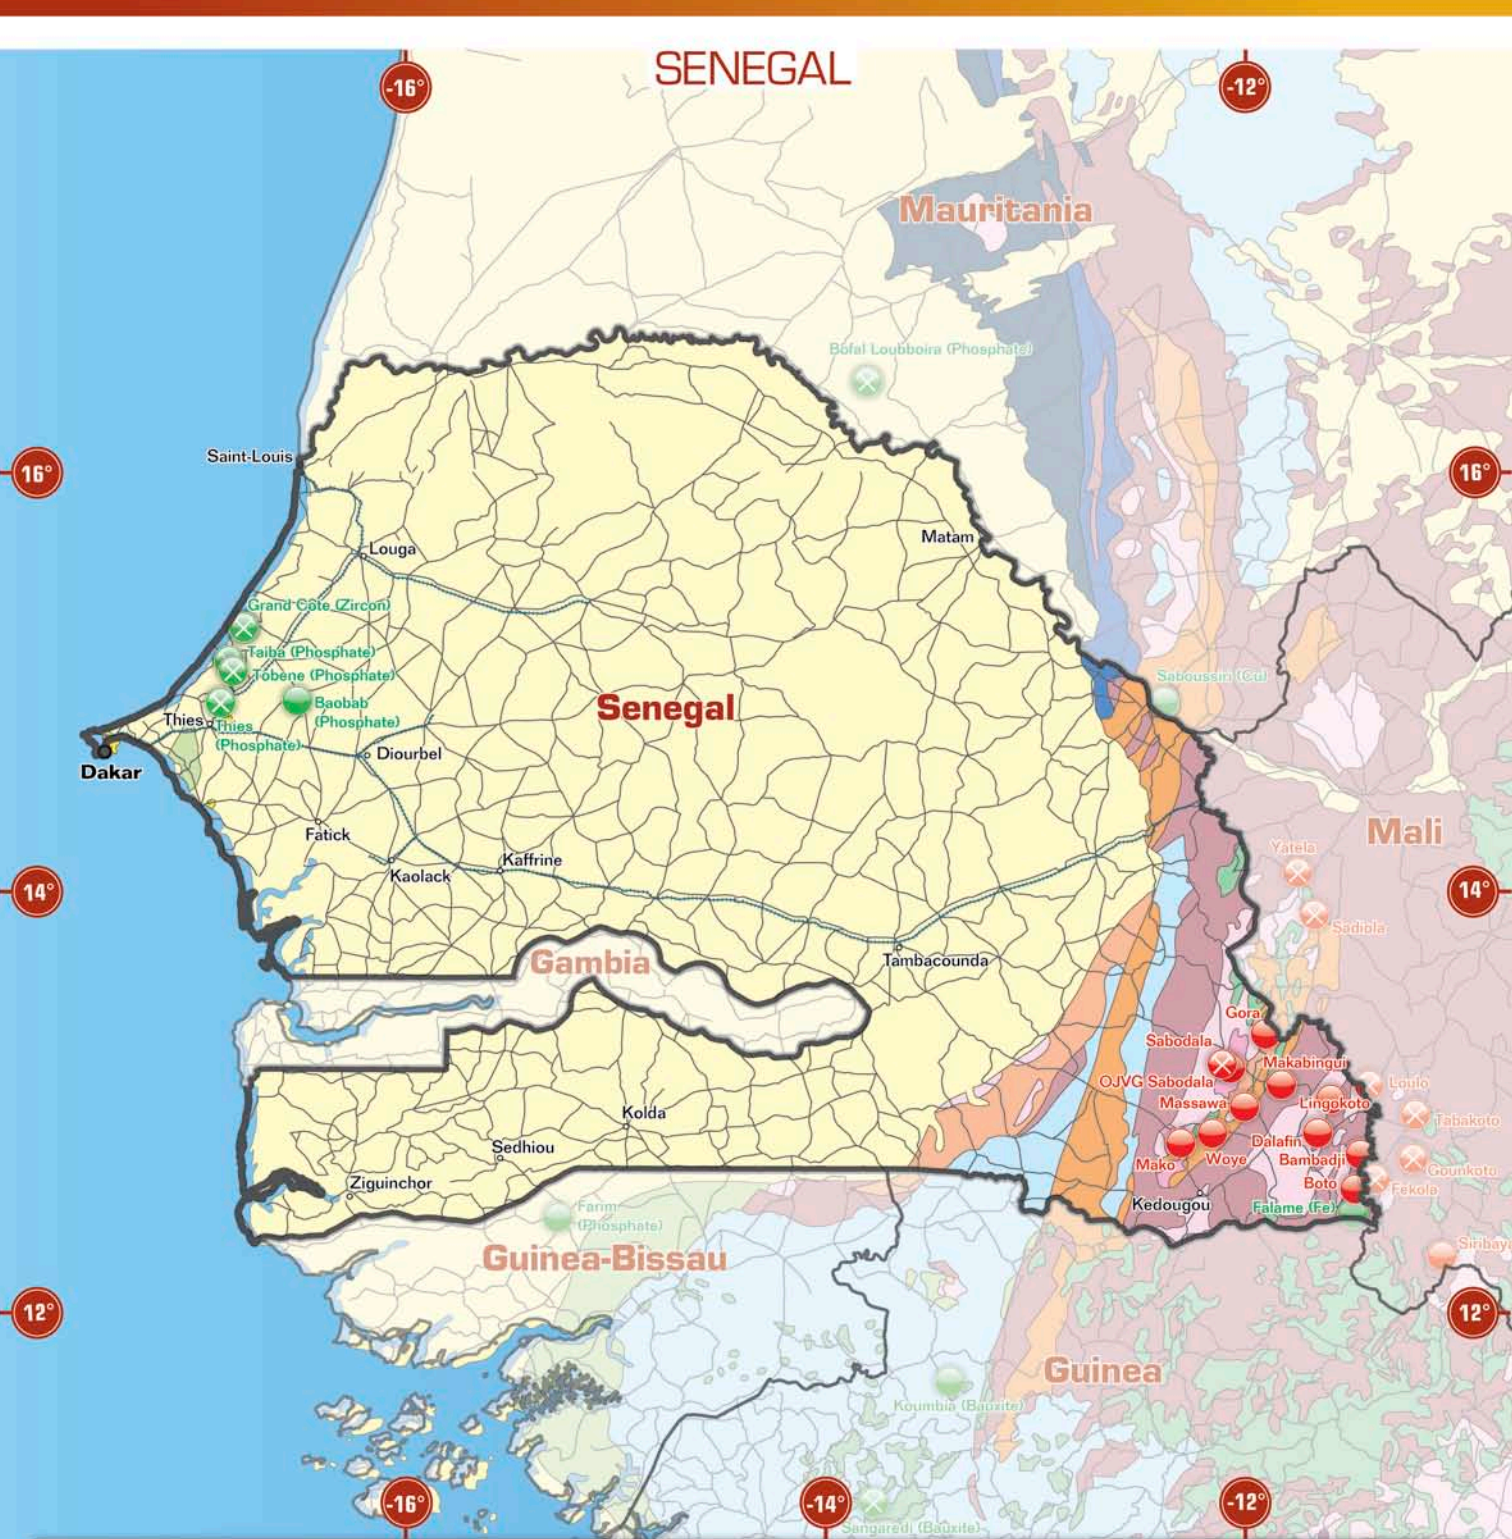 SENEGAL
-16°
-12°
Mauritania
Bofal Loubboira (Phosphate)
Saint-Louis
16°
16°
Matam
Louga
Grand Côte (Zircon)
Taiba (Phosphate)
Tobene (Phosphate)
Saboussiri (Cu)
Baobab
(Phosphate)
Senegal
Thies
Thies
(Phosphate)
Diourbel
Dakar
Fatick
Mali
Kaffrine
Yatela
Kaolack
14°
14°
Sadiola
Gambia
Tambacounda
Gora
Sabodala
Makabingui
OJVG Sabodala
Loulo
Massawa
Lingokoto
Kolda
Tabakoto
Sedhiou
Dalafin
Mako
Woye
Bambadji
Gounkoto
Ziguinchor
Boto
Fekola
Kedougou
Falame (Fe)
Farim
(Phosphate)
Guinea-Bissau
Siribaya
12°
12°
Guinea
Koumbia (Bauxite)
-16°
-14°
-12°
Sangaredi (Bauxite)